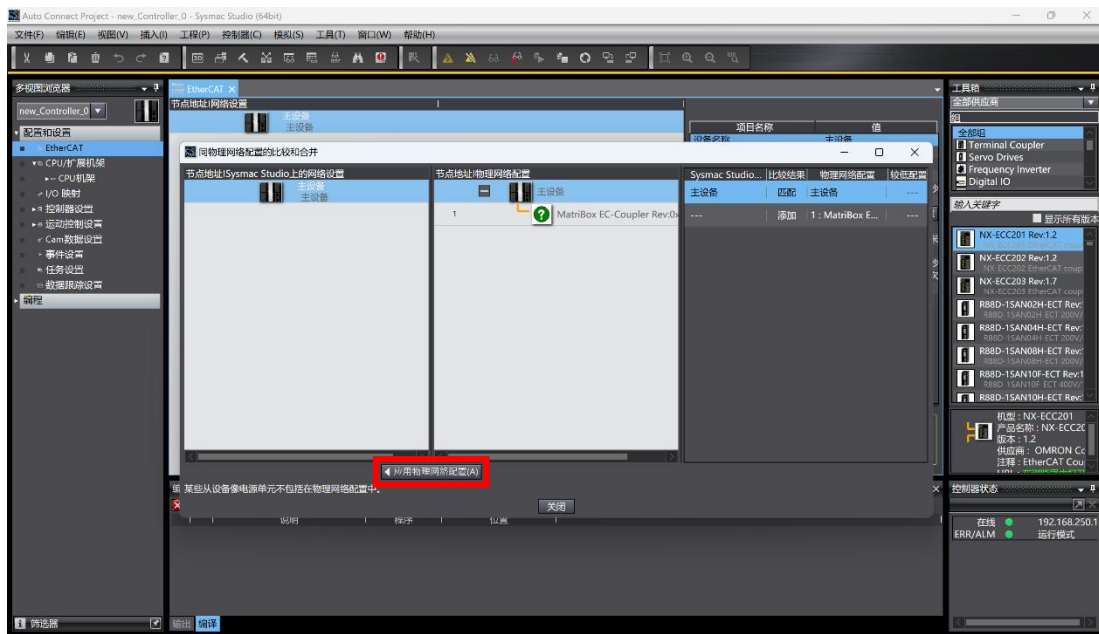 Auto Connect Project - new_Controller_0 - Sysmac Studio (64bit)
文件(F) 编辑(E) 视图(V) 插入(I) 工程(P) 控制器(C) 模拟(S) 工具(T) 窗口(W) 帮助(H)
多视图浏览器
new_Controller_0
配置和设置
EtherCAT
CPU/扩展机架
CPU机架
I/O 映射
控制器设置
运动控制设置
Cam数据设置
事件设置
任务设置
数据跟踪设置
编程
筛选器
EtherCAT
节点地址|网络设置
主设备
主设备
项目名称 值
设备名称 主设备
同物理网络配置的比较和合并
节点地址|Sysmac Studio上的网络设置
主设备
主设备
节点地址|物理网络配置
主设备
1 MatriBox EC-Coupler Rev:0x
Sysmac Studio... 比较结果 物理网络配置 较低配置
主设备 匹配 主设备 ---
--- 添加 1 : MatriBox E... ---
应用物理网络配置(A)
某些从设备像电源单元不包括在物理网络配置中。
关闭
说明 程序 位置
输出 编译
工具箱
全部供应商
组
全部组
Terminal Coupler
Servo Drives
Frequency Inverter
Digital IO
输入关键字
显示所有版本
NX-ECC201 Rev:1.2
NX-ECC201 EtherCAT coup
NX-ECC202 Rev:1.2
NX-ECC202 EtherCAT coup
NX-ECC203 Rev:1.7
NX-ECC203 EtherCAT coup
R88D-1SAN02H-ECT Rev:
R88D-1SAN02H-ECT 200V/
R88D-1SAN04H-ECT Rev:
R88D-1SAN04H-ECT 200V/
R88D-1SAN08H-ECT Rev:
R88D-1SAN08H-ECT 200V/
R88D-1SAN10F-ECT Rev:1
R88D-1SAN10F-ECT 400V/
R88D-1SAN10H-ECT Rev:
机型 : NX-ECC201
产品名称 : NX-ECC20
版本 : 1.2
供应商 : OMRON Co
注释 : EtherCAT Cou
控制器状态
在线 192.168.250.1
ERR/ALM 运行模式